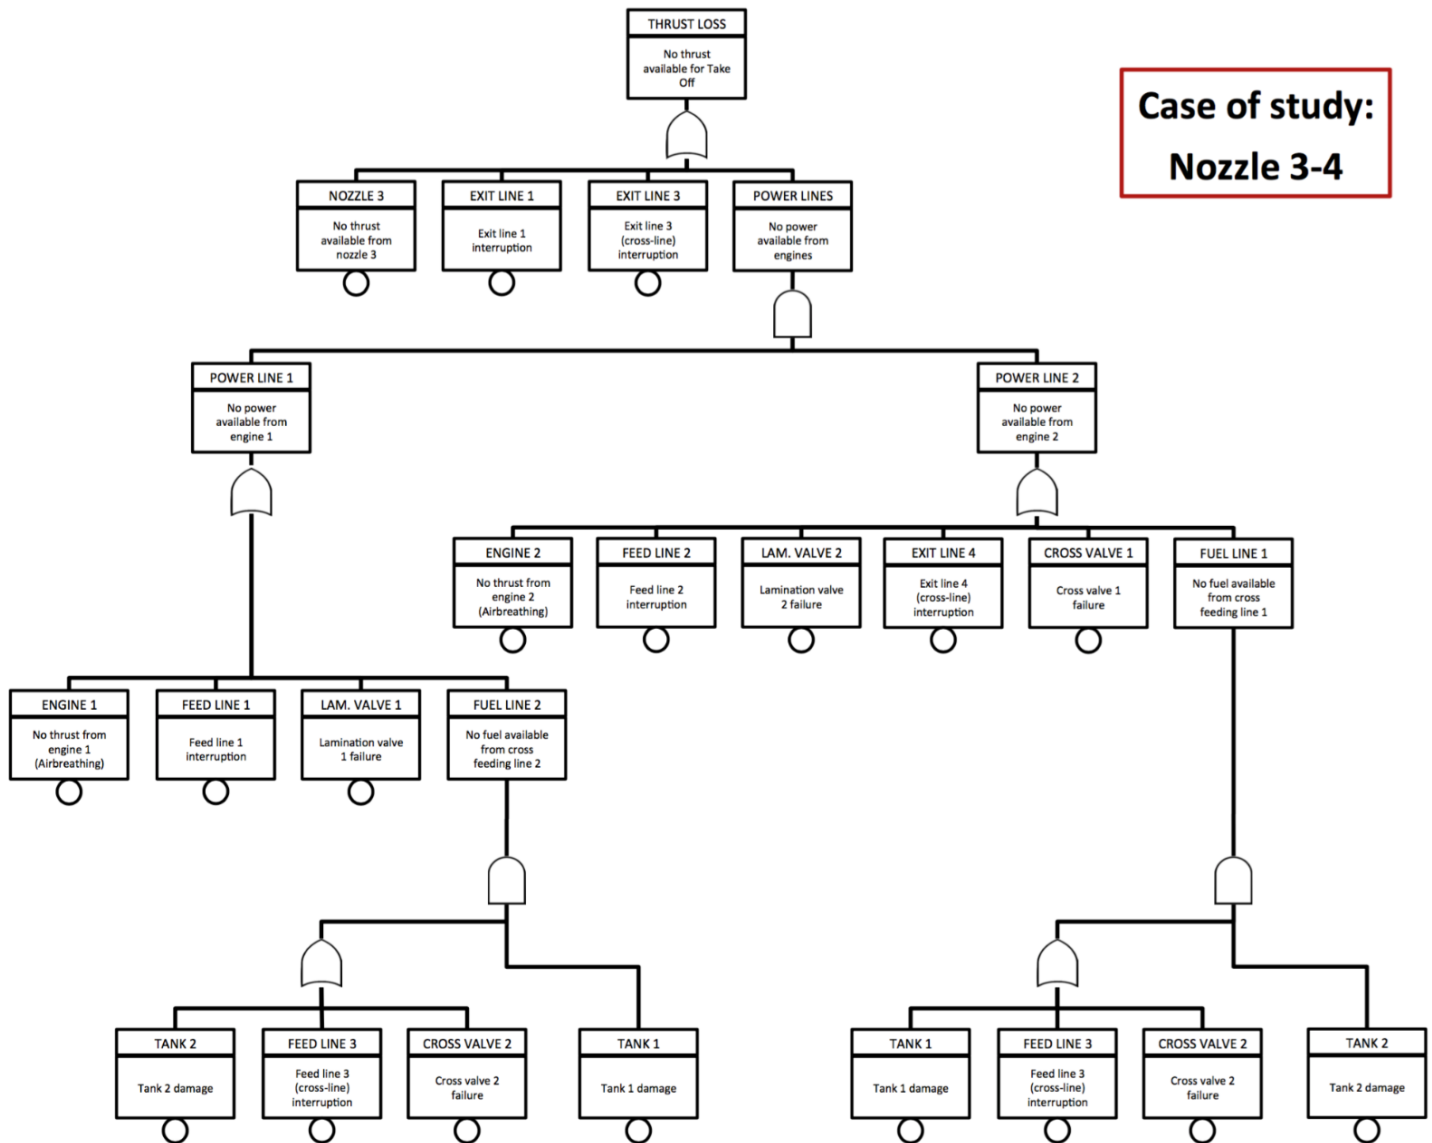 THRUST LOSS
No thrust
available for Take
Off
Case of study:
Nozzle 3-4
NOZZLE 3
No thrust
available from
nozzle 3
EXIT LINE 1
Exit line 1
interruption
EXIT LINE 3
Exit line 3
(cross-line)
interruption
POWER LINES
No power
available from
engines
POWER LINE 1
No power
available from
engine 1
POWER LINE 2
No power
available from
engine 2
ENGINE 2
No thrust from
engine 2
(Airbreathing)
FEED LINE 2
Feed line 2
interruption
LAM. VALVE 2
Lamination valve
2 failure
EXIT LINE 4
Exit line 4
(cross-line)
interruption
CROSS VALVE 1
Cross valve 1
failure
FUEL LINE 1
No fuel available
from cross
feeding line 1
ENGINE 1
No thrust from
engine 1
(Airbreathing)
FEED LINE 1
Feed line 1
interruption
LAM. VALVE 1
Lamination valve
1 failure
FUEL LINE 2
No fuel available
from cross
feeding line 2
TANK 2
Tank 2 damage
FEED LINE 3
Feed line 3
(cross-line)
interruption
CROSS VALVE 2
Cross valve 2
failure
TANK 1
Tank 1 damage
TANK 1
Tank 1 damage
FEED LINE 3
Feed line 3
(cross-line)
interruption
CROSS VALVE 2
Cross valve 2
failure
TANK 2
Tank 2 damage